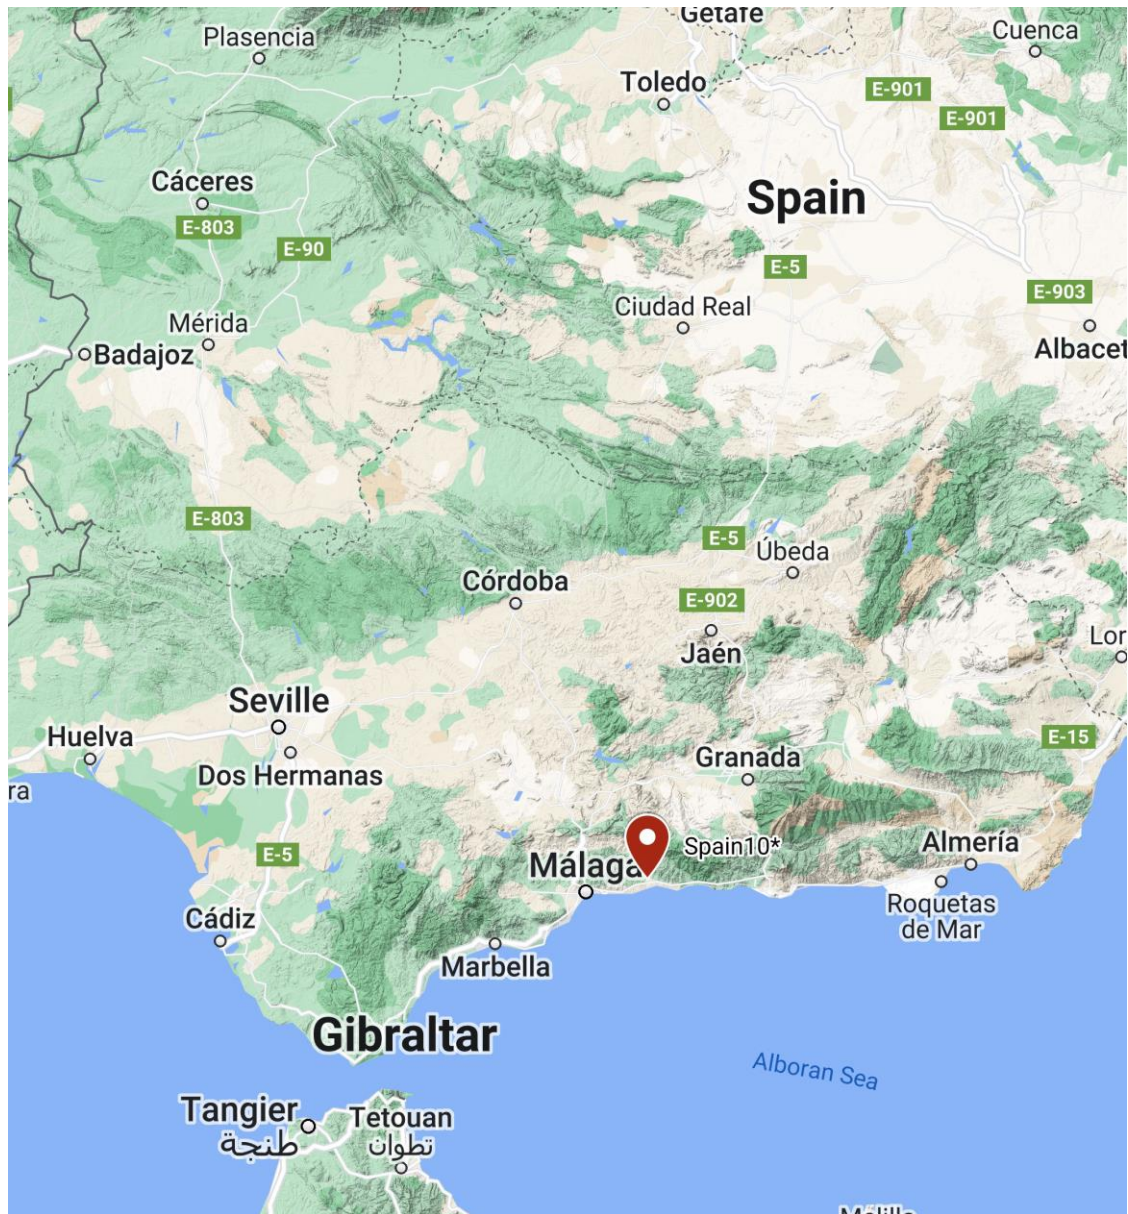 Getafe
Plasencia
Cuenca
Toledo
E-901
E-901
Cáceres
Spain
E-803
E-90
E-5
E-903
Ciudad Real
Mérida
Badajoz
Albacet
E-803
E-5
Úbeda
Córdoba
E-902
Jaén
Lor
Seville
Huelva
E-15
Dos Hermanas
Granada
ra
Spain10*
E-5
Málaga
Almería
Roquetas
de Mar
Cádiz
Marbella
Gibraltar
Alboran Sea
Tangier
طنجة
Tetouan
تطوان
Melilla